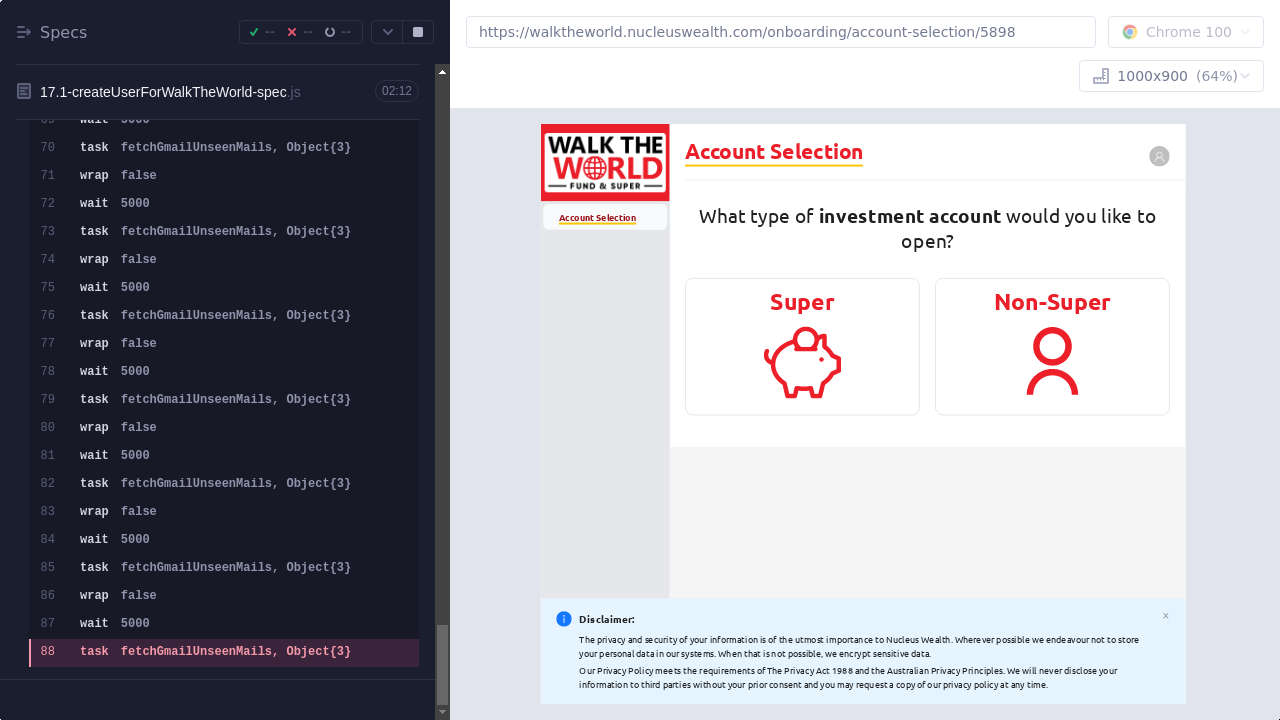 Specs
--
--
--
17.1-createUserForWalkTheWorld-spec.js
02:12
wait 5000
70 task fetchGmailUnseenMails, Object{3}
71 wrap false
72 wait 5000
73 task fetchGmailUnseenMails, Object{3}
74 wrap false
75 wait 5000
76 task fetchGmailUnseenMails, Object{3}
77 wrap false
78 wait 5000
79 task fetchGmailUnseenMails, Object{3}
80 wrap false
81 wait 5000
82 task fetchGmailUnseenMails, Object{3}
83 wrap false
84 wait 5000
85 task fetchGmailUnseenMails, Object{3}
86 wrap false
87 wait 5000
88 task fetchGmailUnseenMails, Object{3}
https://walktheworld.nucleuswealth.com/onboarding/account-selection/5898
Chrome 100
1000x900 (64%)
WALK THE
WORLD
FUND & SUPER
Account Selection
Account Selection
What type of investment account would you like to
open?
Super
Non-Super
Disclaimer:
The privacy and security of your information is of the utmost importance to Nucleus Wealth. Wherever possible we endeavour not to store
your personal data in our systems. When that is not possible, we encrypt sensitive data.
Our Privacy Policy meets the requirements of The Privacy Act 1988 and the Australian Privacy Principles. We will never disclose your
information to third parties without your prior consent and you may request a copy of our privacy policy at any time.